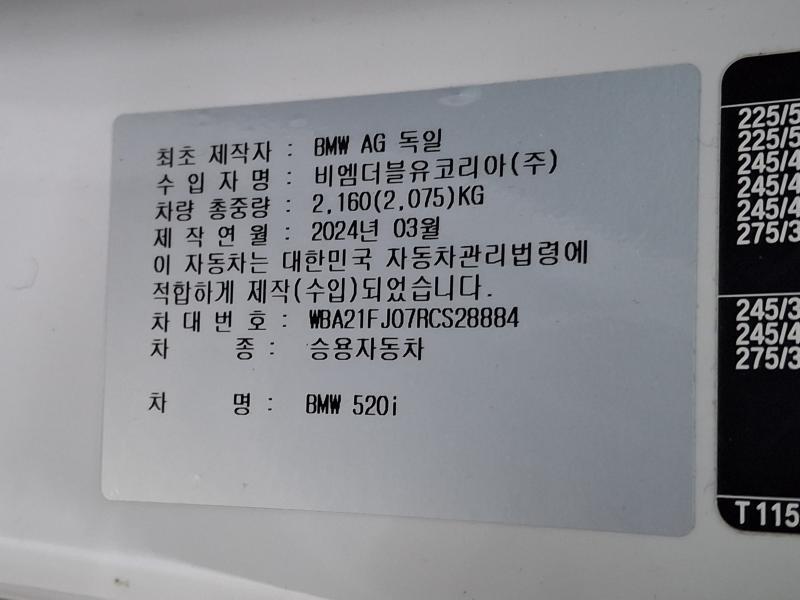 최초 제작자 : BMW AG 독일
수 입 자 명 : 비엠더블유코리아(주)
차량 총중량 : 2,160(2,075)KG
제 작 연 월 : 2024년 03월
이 자동차는 대한민국 자동차관리법령에
적합하게 제작(수입)되었습니다.
차 대 번 호 : WBA21FJ07RCS28884
차 종 : 승용자동차
차 명 : BMW 520i
225/5
225/5
245/4
245/4
245/4
275/3
245/3
245/4
275/3
T 115